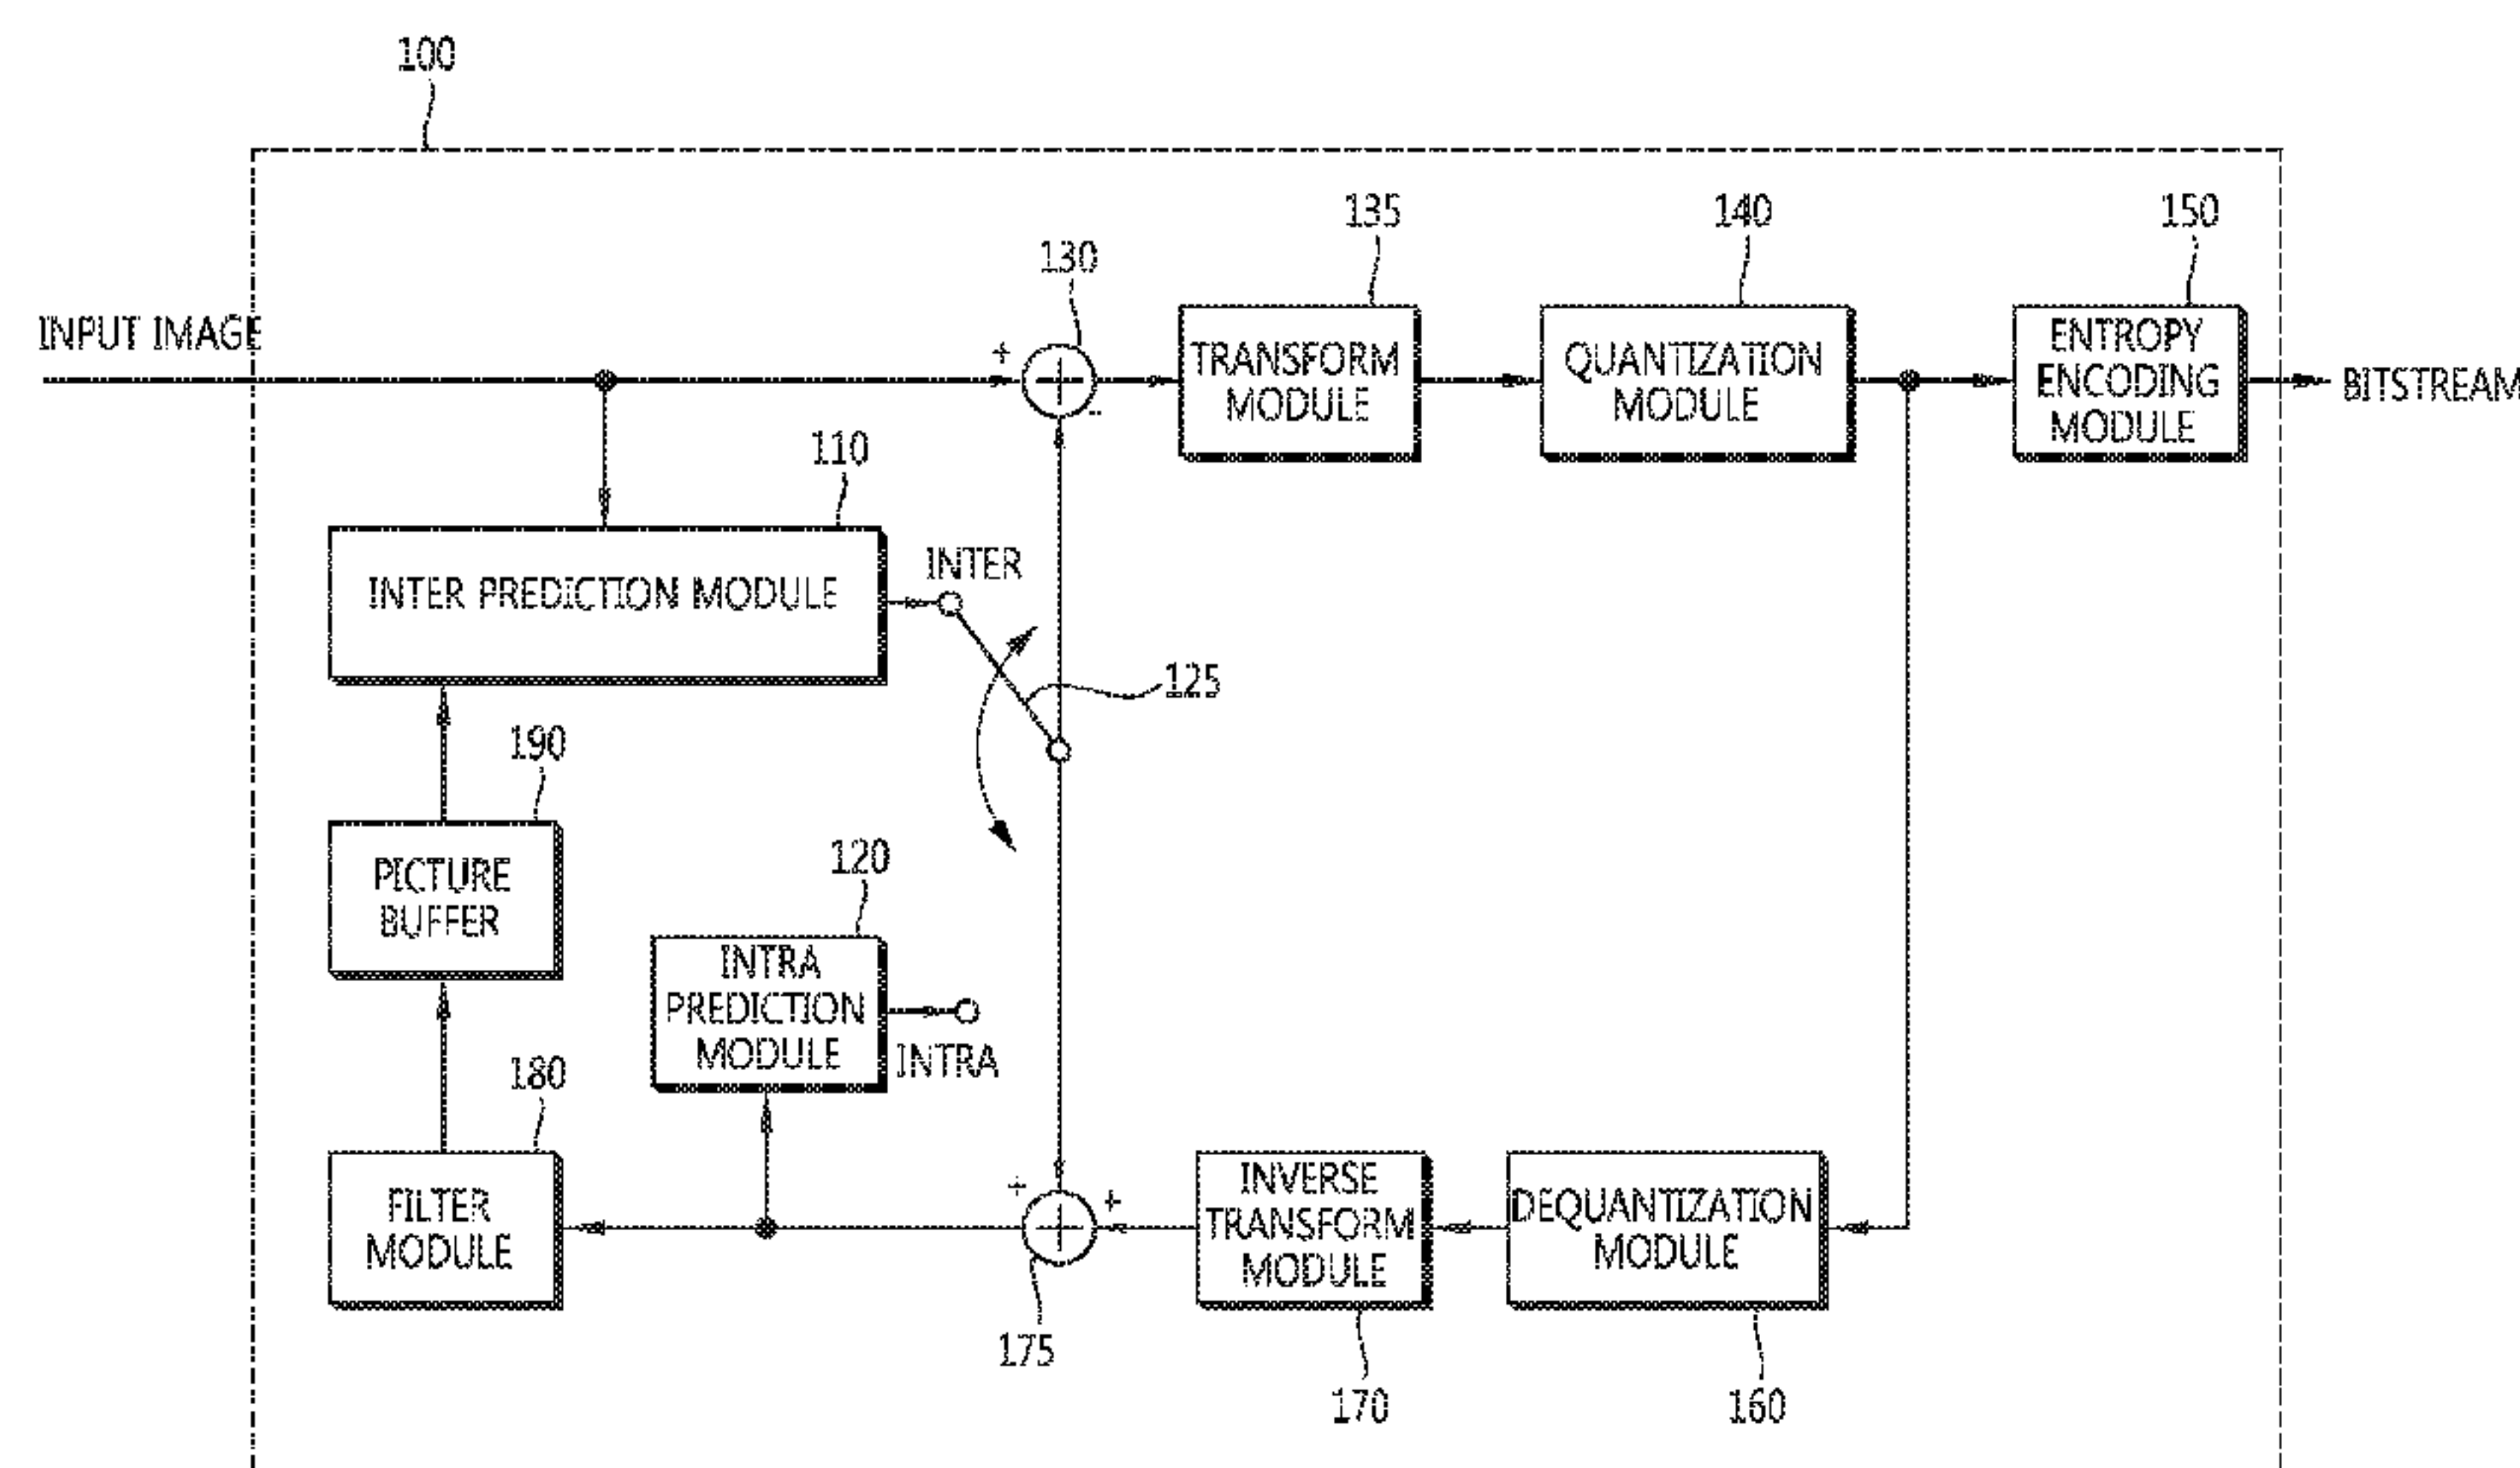 100
135
140
150
130
INPUT IMAGE
+
-
TRANSFORM
MODULE
QUANTIZATION
MODULE
ENTROPY
ENCODING
MODULE
BITSTREAM
110
INTER PREDICTION MODULE
INTER
125
190
PICTURE
BUFFER
120
INTRA
PREDICTION
MODULE
INTRA
180
FILTER
MODULE
+
+
INVERSE
TRANSFORM
MODULE
DEQUANTIZATION
MODULE
175
170
160